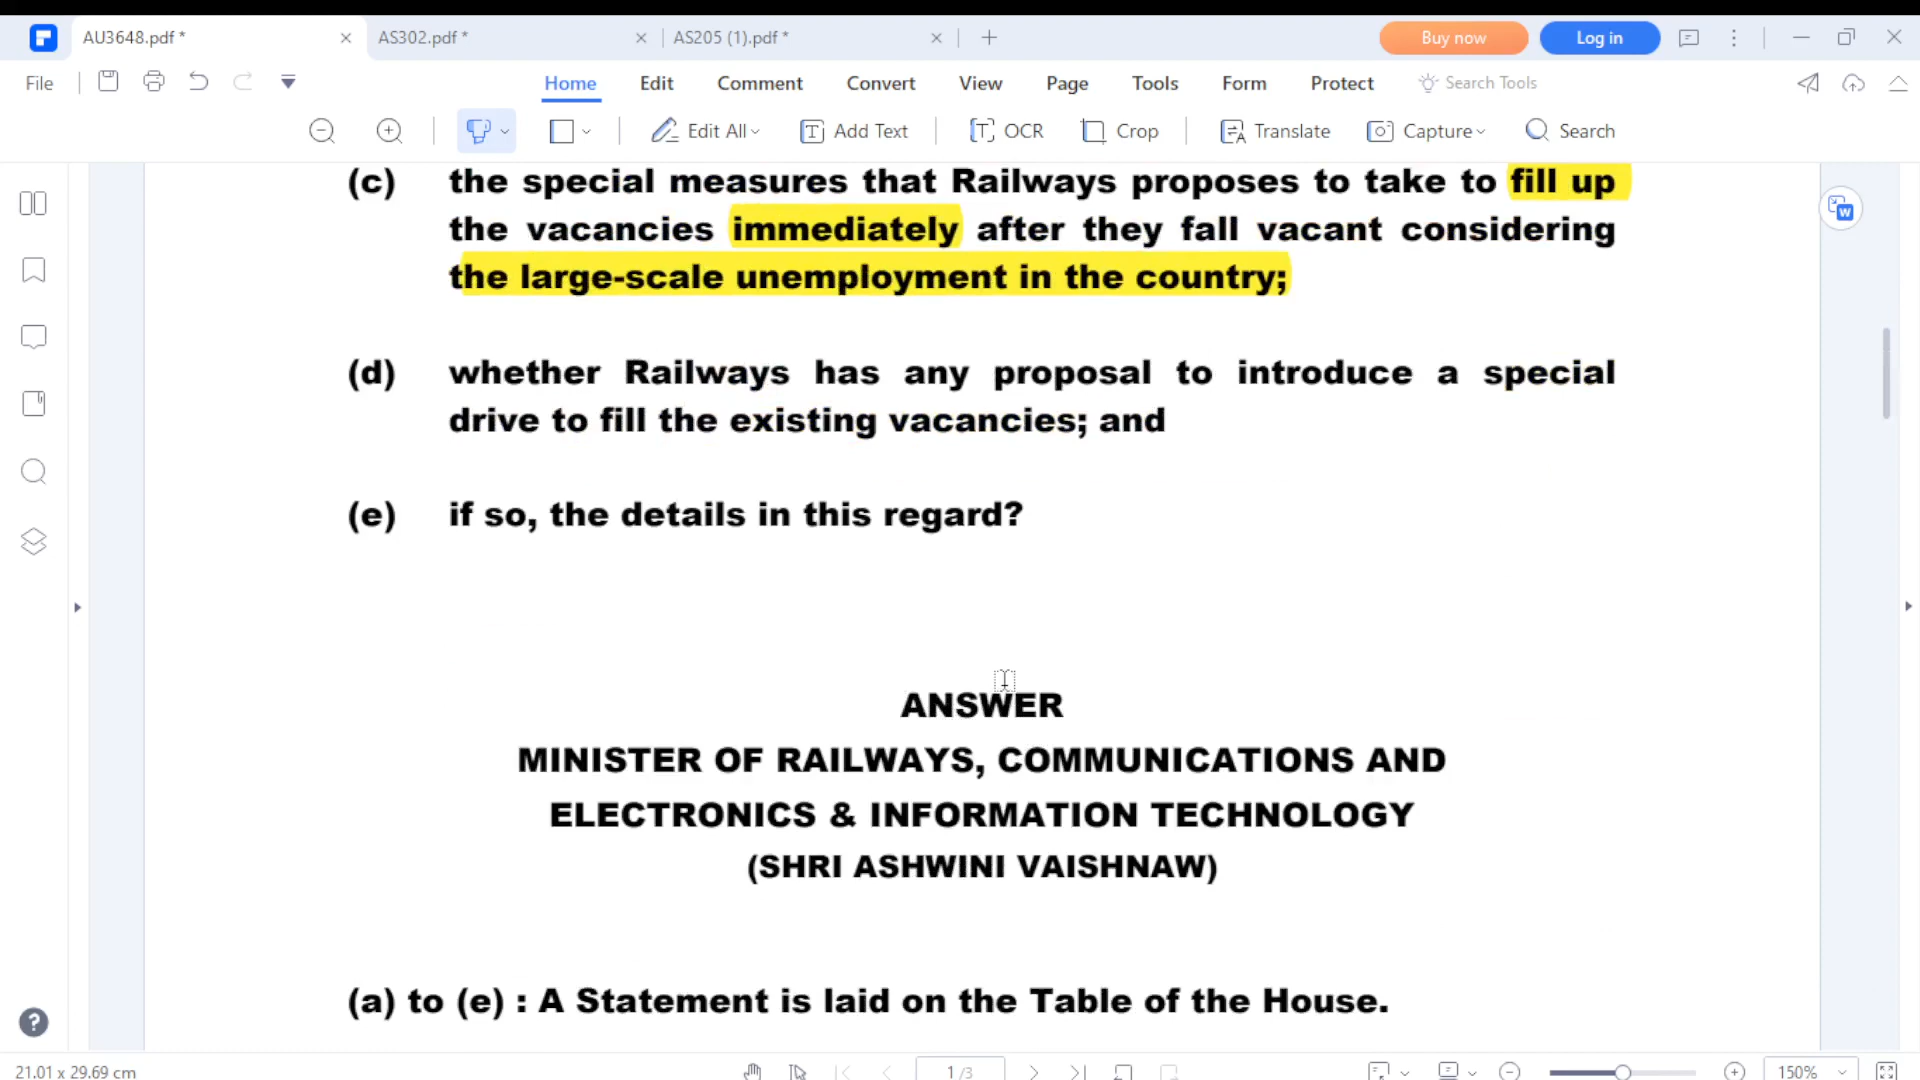 AU3648.pdf *
AS302.pdf *
AS205 (1).pdf *
Buy now
Log in
File
Home
Edit
Comment
Convert
View
Page
Tools
Form
Protect
Search Tools
Edit All
Add Text
OCR
Crop
Translate
Capture
Search
(c) the special measures that Railways proposes to take to fill up
the vacancies immediately after they fall vacant considering
the large-scale unemployment in the country;
(d) whether Railways has any proposal to introduce a special
drive to fill the existing vacancies; and
(e) if so, the details in this regard?
ANSWER
MINISTER OF RAILWAYS, COMMUNICATIONS AND
ELECTRONICS & INFORMATION TECHNOLOGY
(SHRI ASHWINI VAISHNAW)
(a) to (e) : A Statement is laid on the Table of the House.
21.01 x 29.69 cm
1 /3
150%